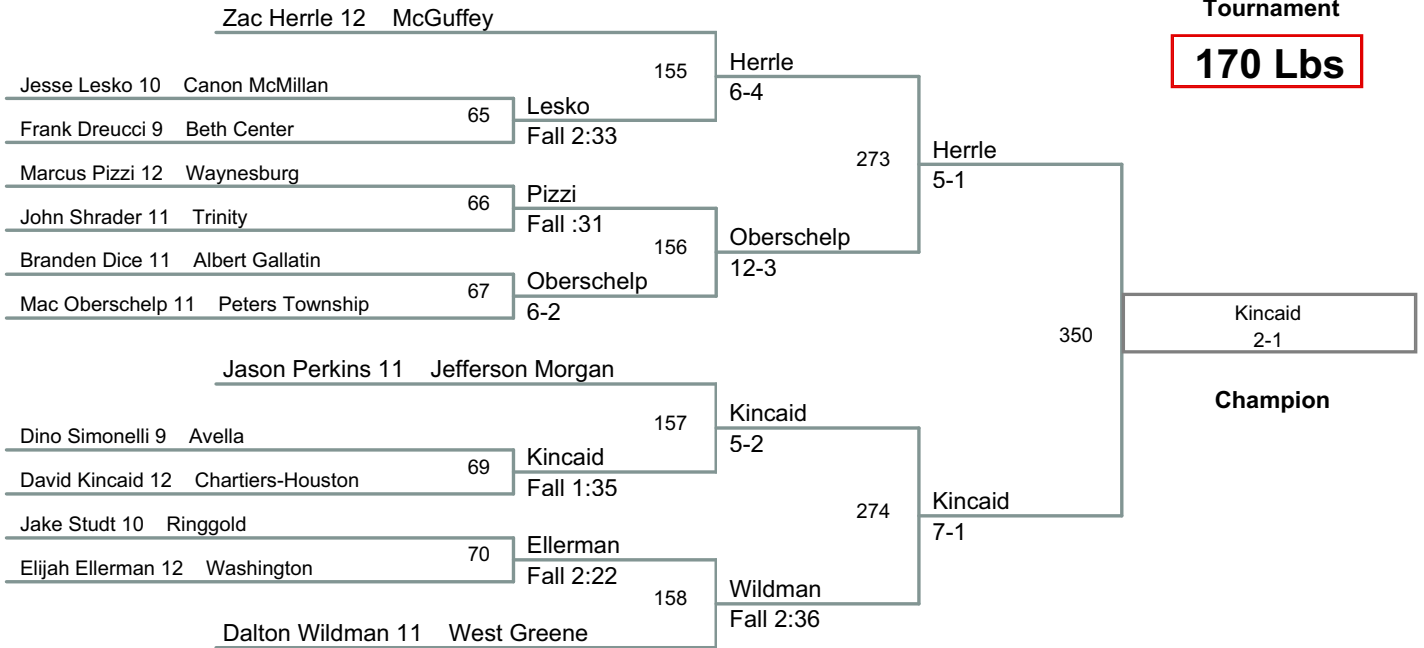 Tournament
170 Lbs
Zac Herrle 12 McGuffey
155
Herrle
6-4
Jesse Lesko 10 Canon McMillan
65
Lesko
Fall 2:33
Frank Dreucci 9 Beth Center
273
Herrle
5-1
Marcus Pizzi 12 Waynesburg
66
Pizzi
Fall :31
John Shrader 11 Trinity
156
Oberschelp
12-3
Branden Dice 11 Albert Gallatin
67
Oberschelp
6-2
Mac Oberschelp 11 Peters Township
350
Kincaid
2-1
Champion
Jason Perkins 11 Jefferson Morgan
157
Kincaid
5-2
Dino Simonelli 9 Avella
69
Kincaid
Fall 1:35
David Kincaid 12 Chartiers-Houston
274
Kincaid
7-1
Jake Studt 10 Ringgold
70
Ellerman
Fall 2:22
Elijah Ellerman 12 Washington
158
Wildman
Fall 2:36
Dalton Wildman 11 West Greene